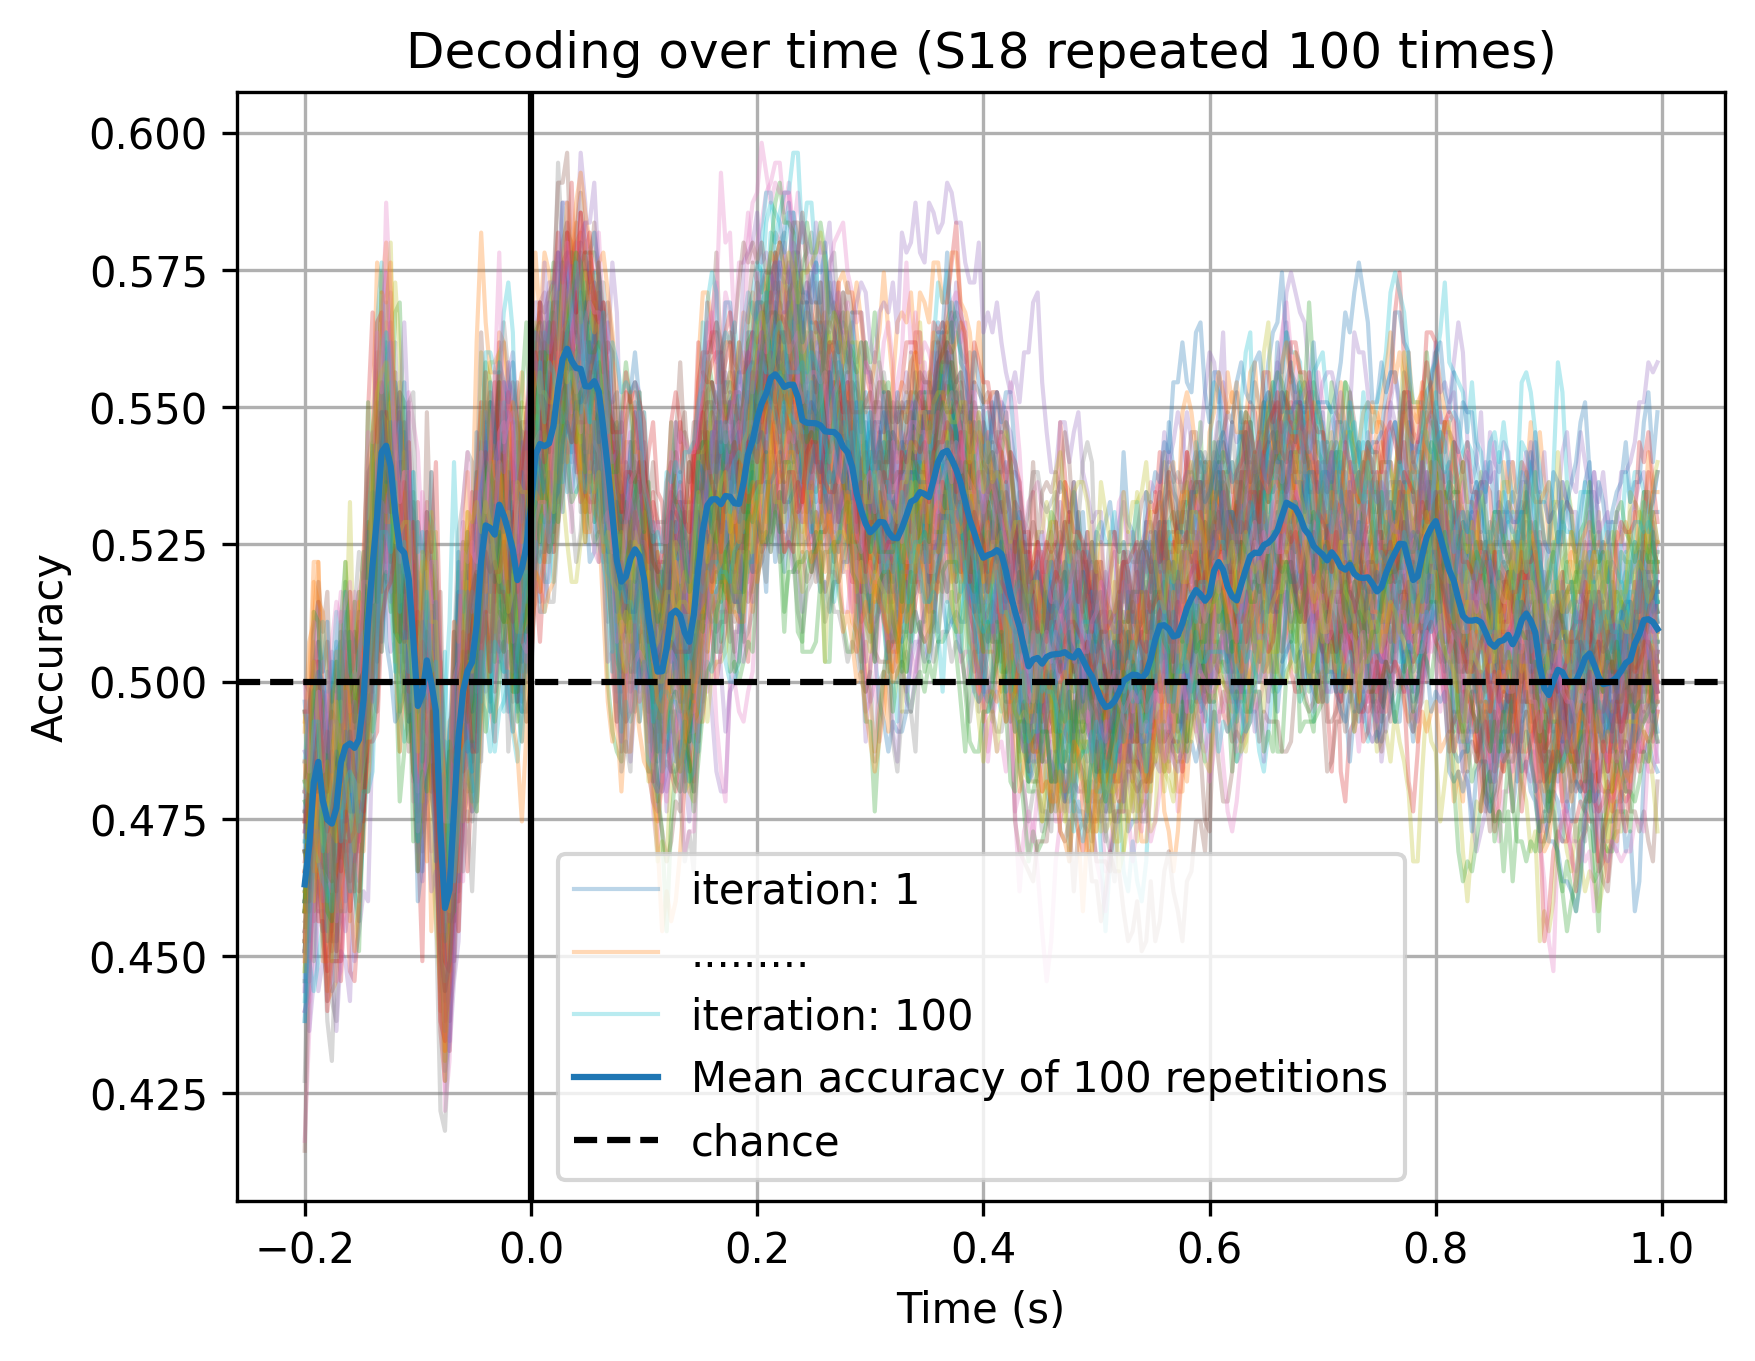 Decoding over time (S18 repeated 100 times)
0.600
0.575
0.550
0.525
0.500
0.475
0.450
0.425
Accuracy
iteration: 1
.........
iteration: 100
Mean accuracy of 100 repetitions
chance
−0.2 0.0 0.2 0.4 0.6 0.8 1.0
Time (s)